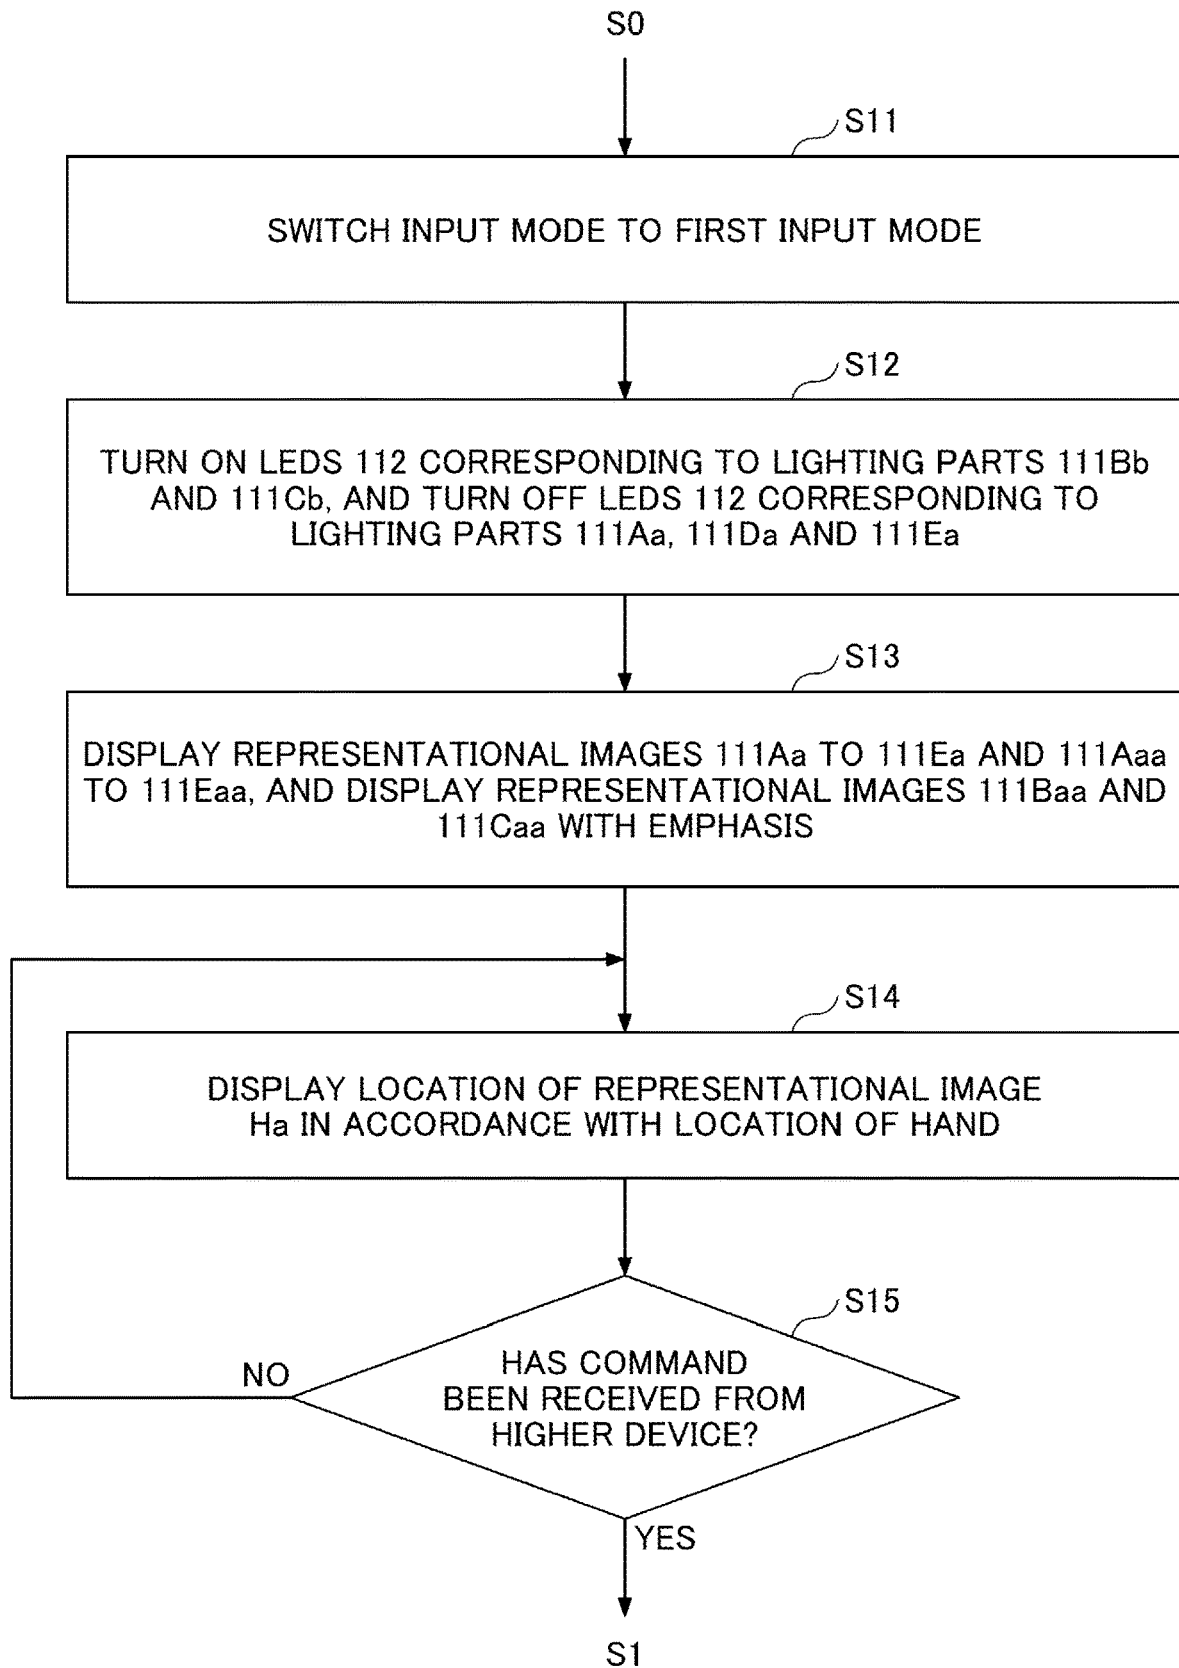 S0
S11
SWITCH INPUT MODE TO FIRST INPUT MODE
S12
TURN ON LEDS 112 CORRESPONDING TO LIGHTING PARTS 111Bb
AND 111Cb, AND TURN OFF LEDS 112 CORRESPONDING TO
LIGHTING PARTS 111Aa, 111Da AND 111Ea
S13
DISPLAY REPRESENTATIONAL IMAGES 111Aa TO 111Ea AND 111Aaa
TO 111Eaa, AND DISPLAY REPRESENTATIONAL IMAGES 111Baa AND
111Caa WITH EMPHASIS
S14
DISPLAY LOCATION OF REPRESENTATIONAL IMAGE
Ha IN ACCORDANCE WITH LOCATION OF HAND
S15
HAS COMMAND
BEEN RECEIVED FROM
HIGHER DEVICE?
NO
YES
S1